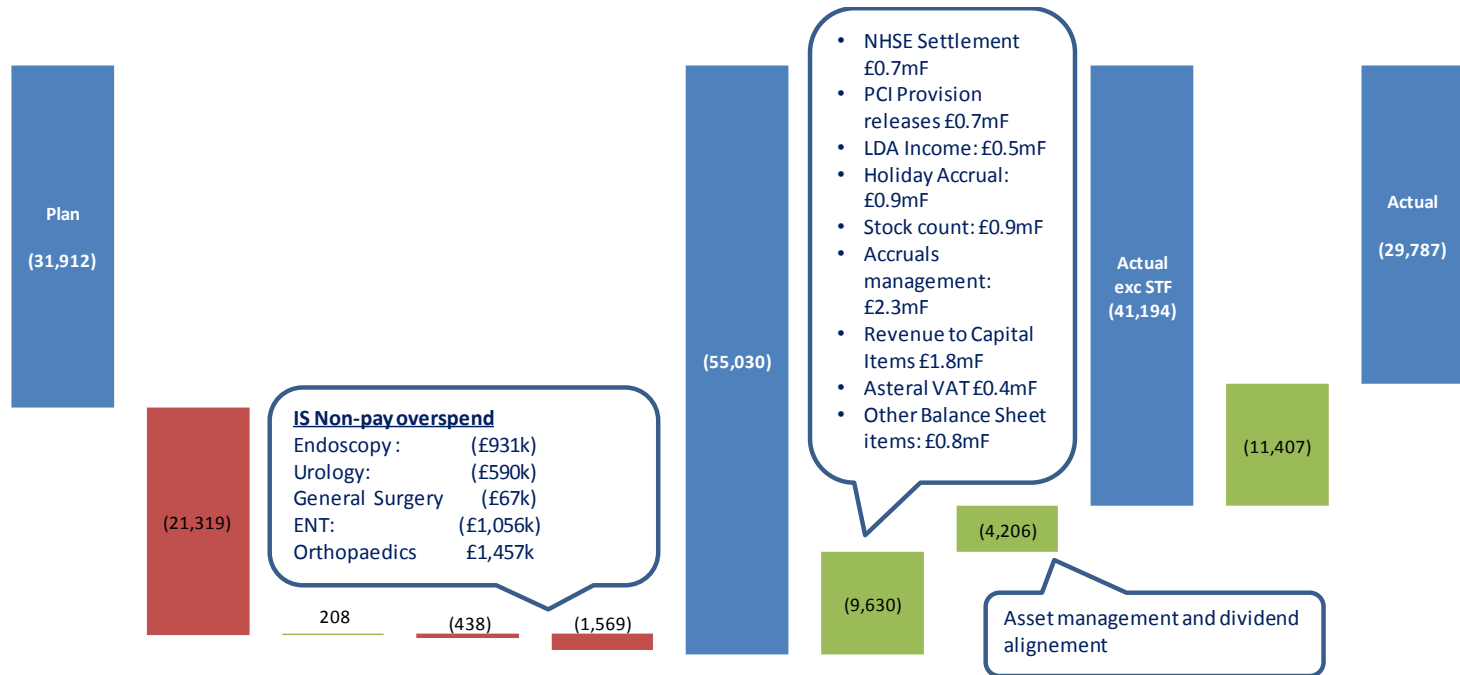 Plan
(31,912)
(21,319)
IS Non-pay overspend
Endoscopy : (£931k)
Urology: (£590k)
General Surgery (£67k)
ENT: (£1,056k)
Orthopaedics £1,457k
208
(438)
(1,569)
(55,030)
• NHSE Settlement
£0.7mF
• PCI Provision
releases £0.7mF
• LDA Income: £0.5mF
• Holiday Accrual:
£0.9mF
• Stock count: £0.9mF
• Accruals
management:
£2.3mF
• Revenue to Capital
Items £1.8mF
• Asteral VAT £0.4mF
• Other Balance Sheet
items: £0.8mF
(9,630)
(4,206)
Asset management and dividend
alignement
Actual
exc STF
(41,194)
(11,407)
Actual
(29,787)